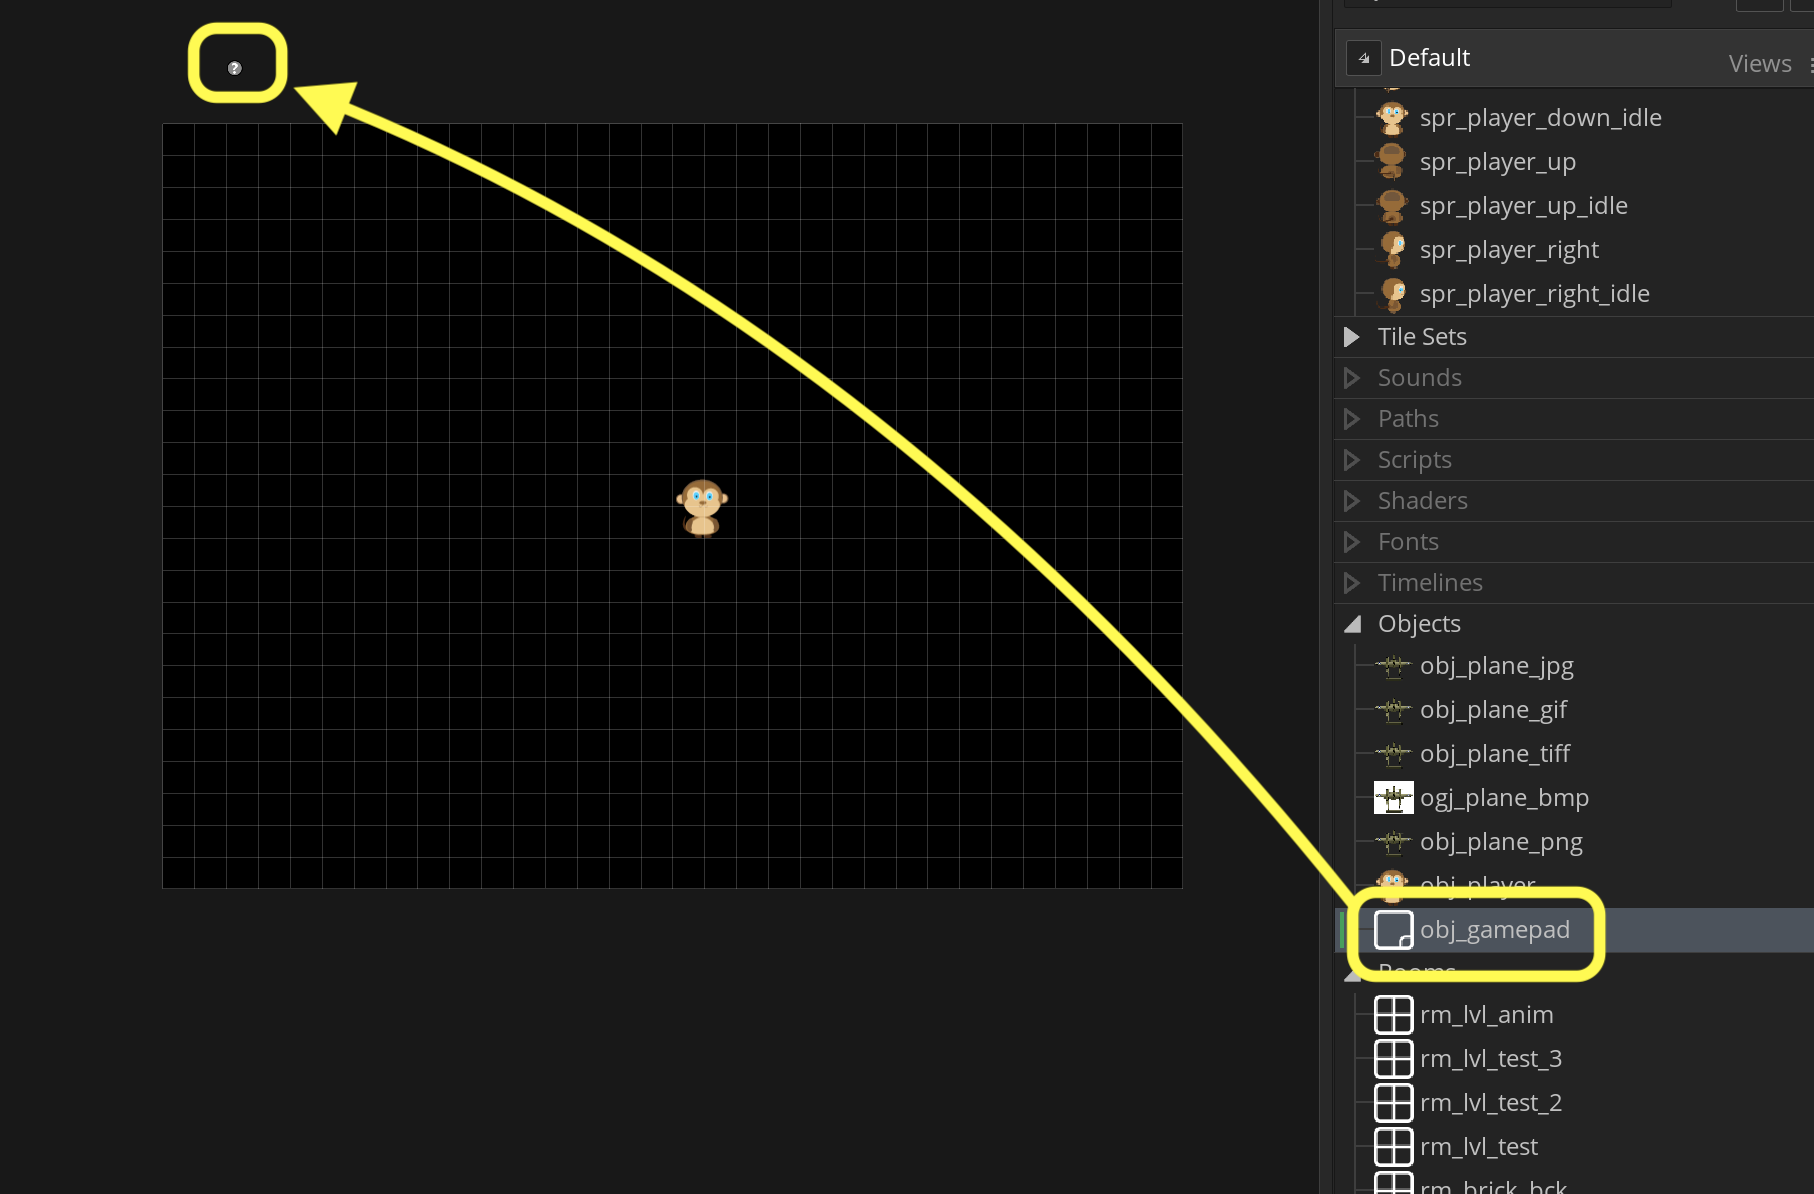 ?
Default
Views
spr_player_down_idle
spr_player_up
spr_player_up_idle
spr_player_right
spr_player_right_idle
Tile Sets
Sounds
Paths
Scripts
Shaders
Fonts
Timelines
Objects
obj_plane_jpg
obj_plane_gif
obj_plane_tiff
ogj_plane_bmp
obj_plane_png
obj_player
obj_gamepad
Rooms
rm_lvl_anim
rm_lvl_test_3
rm_lvl_test_2
rm_lvl_test
rm_brick_bck